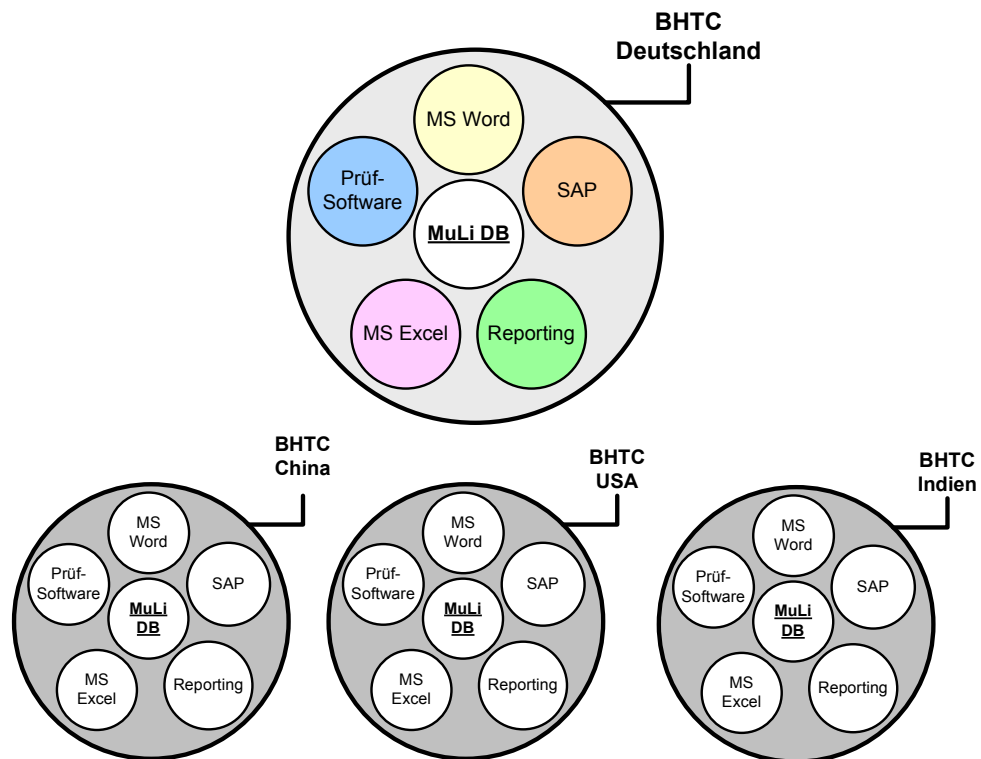 BHTC
Deutschland
MS Word
Prüf-
Software
SAP
MuLi DB
MS Excel
Reporting
BHTC
China
MS
Word
Prüf-
Software
SAP
MuLi
DB
MS
Excel
Reporting
BHTC
USA
MS
Word
Prüf-
Software
SAP
MuLi
DB
MS
Excel
Reporting
BHTC
Indien
MS
Word
Prüf-
Software
SAP
MuLi
DB
MS
Excel
Reporting